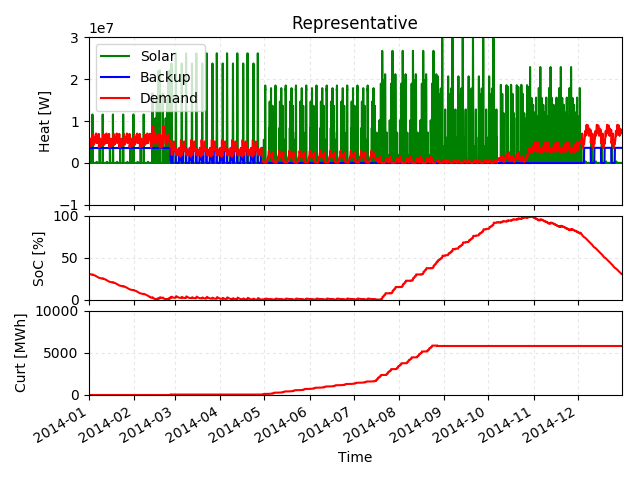 Representative
1e7
3
2
1
0
−1
Heat [W]
Solar
Backup
Demand
100
50
0
SoC [%]
10000
5000
0
Curt [MWh]
2014-01
2014-02
2014-03
2014-04
2014-05
2014-06
2014-07
2014-08
2014-09
2014-10
2014-11
2014-12
Time